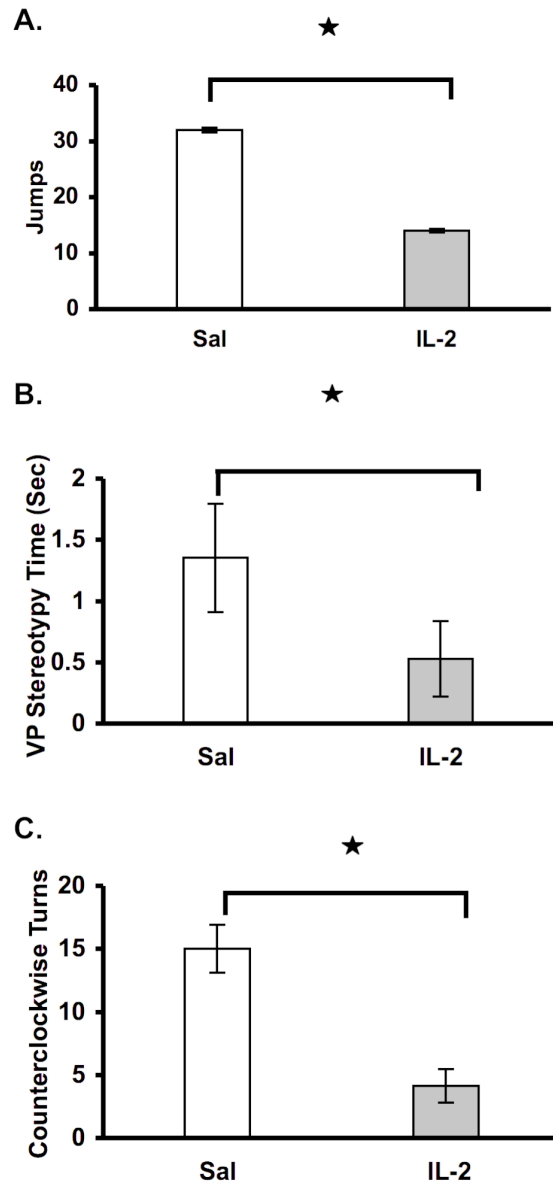 A.
Jumps
40
30
20
10
0
Sal IL-2
B.
VP Stereotypy Time (Sec)
2
1.5
1
0.5
0
Sal IL-2
C.
Counterclockwise Turns
20
15
10
5
0
Sal IL-2